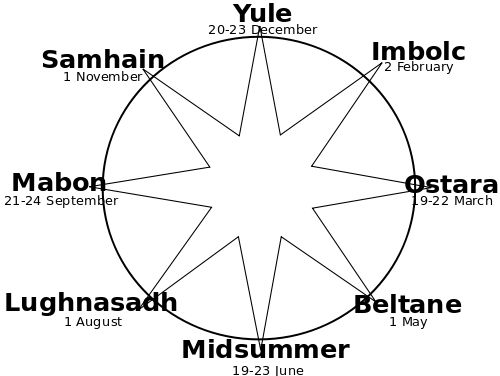 Yule
20-23 December
Imbolc
2 February
Ostara
19-22 March
Beltane
1 May
Midsummer
19-23 June
Lughnasadh
1 August
Mabon
21-24 September
Samhain
1 November